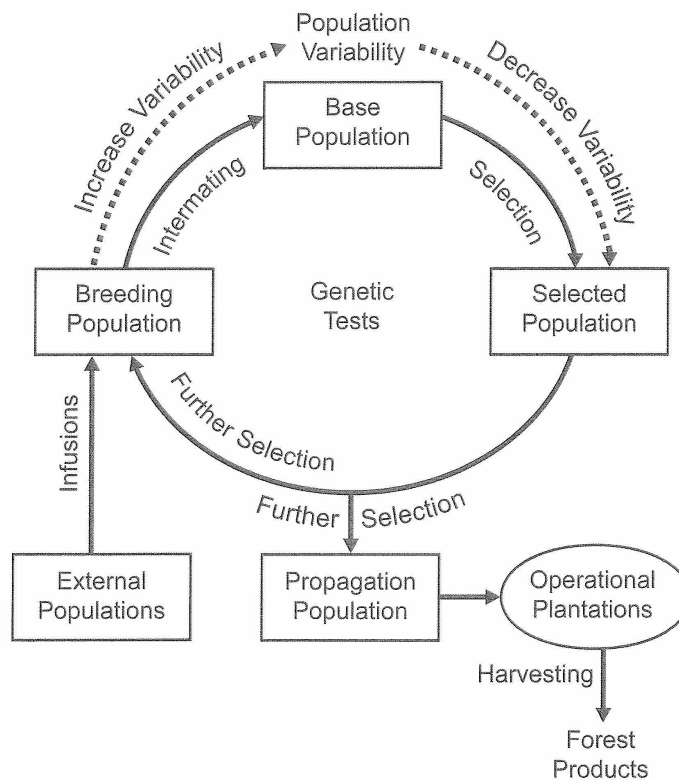 Population
Variability
Increase Variability
Decrease Variability
Base
Population
Intermating
Selection
Breeding
Population
Genetic
Tests
Selected
Population
Further Selection
Infusions
Further Selection
External
Populations
Propagation
Population
Operational
Plantations
Harvesting
Forest
Products